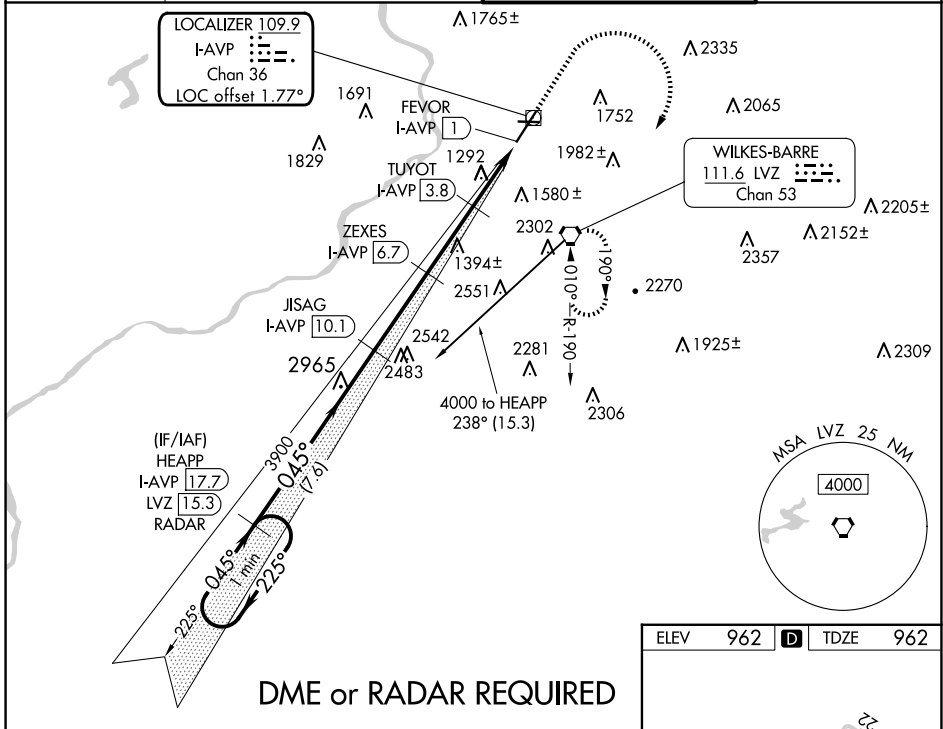 LOCALIZER 109.9
I-AVP
Chan 36
LOC offset 1.77°
1765±
2335
1691
FEVOR
I-AVP 1
1752
2065
1829
1292
1982±
TUYOT
I-AVP 3.8
1580±
WILKES-BARRE
111.6 LVZ
Chan 53
2205±
2302
2357
2152±
ZEXES
I-AVP 6.7
1394±
190°
2551
2270
010°
R-190
JISAG
I-AVP 10.1
2542
2483
2965
2281
1925±
2309
4000 to HEAPP
238° (15.3)
2306
(IF/IAF)
HEAPP
I-AVP 17.7
LVZ 15.3
RADAR
3900
045°
(7.6)
MSA LVZ 25 NM
4000
045°
1 min
225°
225°
ELEV 962 D TDZE 962
DME or RADAR REQUIRED
22